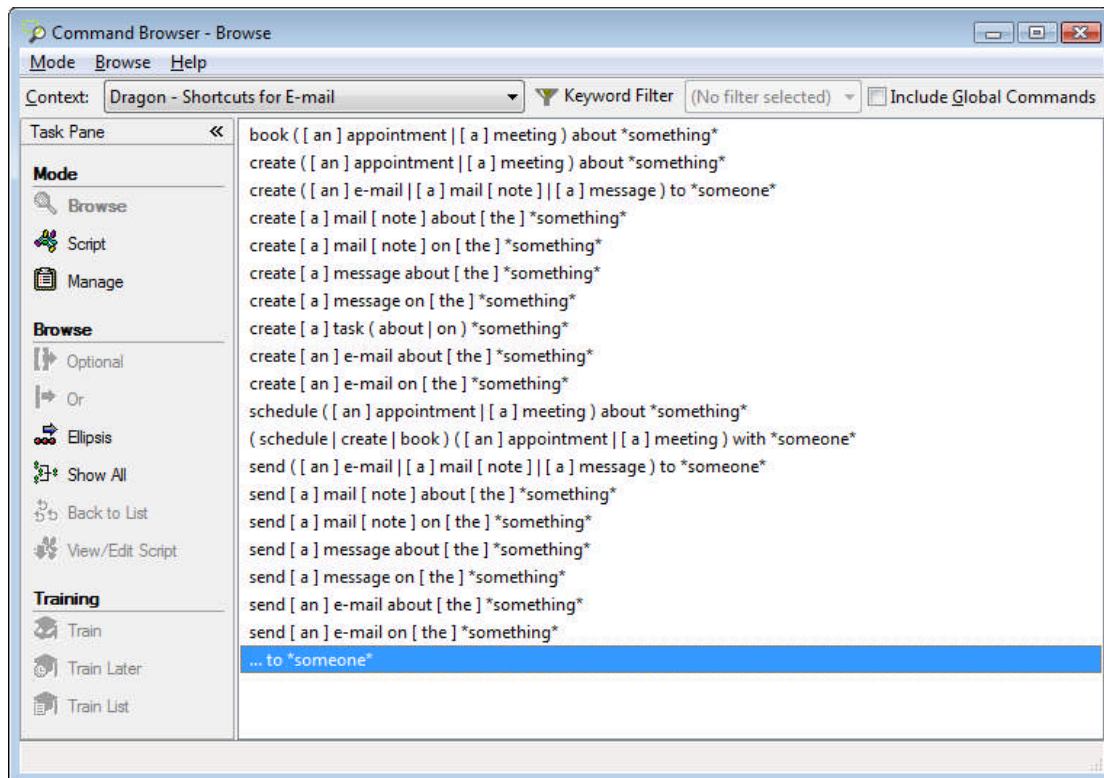 Command Browser - Browse
Mode Browse Help
Context: Dragon - Shortcuts for E-mail Keyword Filter (No filter selected) Include Global Commands
Task Pane «
Mode
Browse
Script
Manage
Browse
Optional
Or
Ellipsis
Show All
Back to List
View/Edit Script
Training
Train
Train Later
Train List
book ( [ an ] appointment | [ a ] meeting ) about *something*
create ( [ an ] appointment | [ a ] meeting ) about *something*
create ( [ an ] e-mail | [ a ] mail [ note ] | [ a ] message ) to *someone*
create [ a ] mail [ note ] about [ the ] *something*
create [ a ] mail [ note ] on [ the ] *something*
create [ a ] message about [ the ] *something*
create [ a ] message on [ the ] *something*
create [ a ] task ( about | on ) *something*
create [ an ] e-mail about [ the ] *something*
create [ an ] e-mail on [ the ] *something*
schedule ( [ an ] appointment | [ a ] meeting ) about *something*
( schedule | create | book ) ( [ an ] appointment | [ a ] meeting ) with *someone*
send ( [ an ] e-mail | [ a ] mail [ note ] | [ a ] message ) to *someone*
send [ a ] mail [ note ] about [ the ] *something*
send [ a ] mail [ note ] on [ the ] *something*
send [ a ] message about [ the ] *something*
send [ a ] message on [ the ] *something*
send [ an ] e-mail about [ the ] *something*
send [ an ] e-mail on [ the ] *something*
... to *someone*